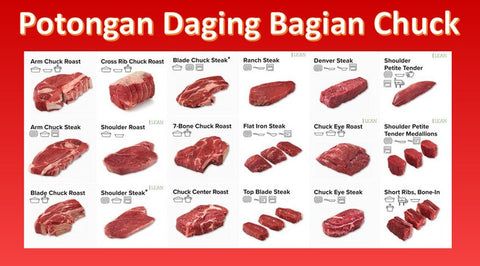 Potongan Daging Bagian Chuck
Arm Chuck Roast
Cross Rib Chuck Roast
Blade Chuck Steak*
Ranch Steak
LEAN
Denver Steak
Shoulder
Petite Tender
LEAN
Arm Chuck Steak
Shoulder Roast
LEAN
7-Bone Chuck Roast
Flat Iron Steak
Chuck Eye Roast
LEAN
Shoulder Petite
Tender Medallions
LEAN
Blade Chuck Roast
Shoulder Steak*
LEAN
Chuck Center Roast
Top Blade Steak
Chuck Eye Steak
Short Ribs, Bone-In